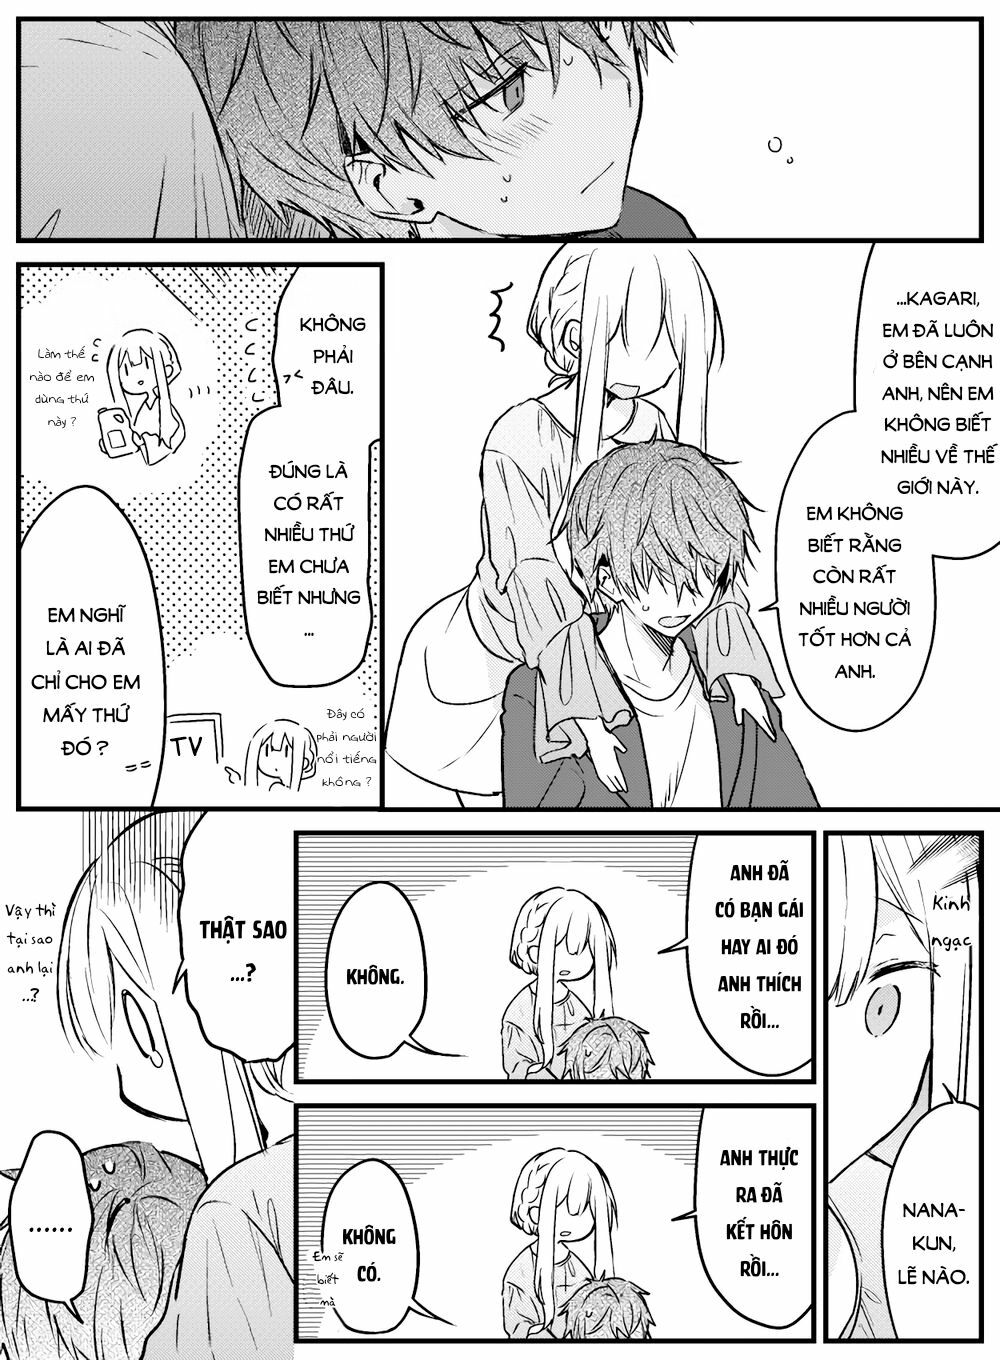 ...KAGARI,
EM ĐÃ LUÔN
Ở BÊN CẠNH
ANH, NÊN EM
KHÔNG BIẾT
NHIỀU VỀ THẾ
GIỚI NÀY.
EM KHÔNG
BIẾT RẰNG
CÒN RẤT
NHIỀU NGƯỜI
TỐT HƠN CẢ
ANH.
KHÔNG
PHẢI
ĐÂU.
ĐÚNG LÀ
CÓ RẤT
NHIỀU THỨ
EM CHƯA
BIẾT NHƯNG
...
Làm thế
nào để em
dùng thứ
này ?
EM NGHĨ
LÀ AI ĐÃ
CHỈ CHO EM
MẤY THỨ
ĐÓ ?
TV
Đây có
phải người
nổi tiếng
không ?
Kinh
ngạc
NANA-
KUN,
LẼ NÀO.
ANH ĐÃ
CÓ BẠN GÁI
HAY AI ĐÓ
ANH THÍCH
RỒI...
KHÔNG.
ANH THỰC
RA ĐÃ
KẾT HÔN
RỒI...
KHÔNG
CÓ.
Em sẽ
biết
mà
THẬT SAO
...?
Vậy thì
tại sao
anh lại
...?
......